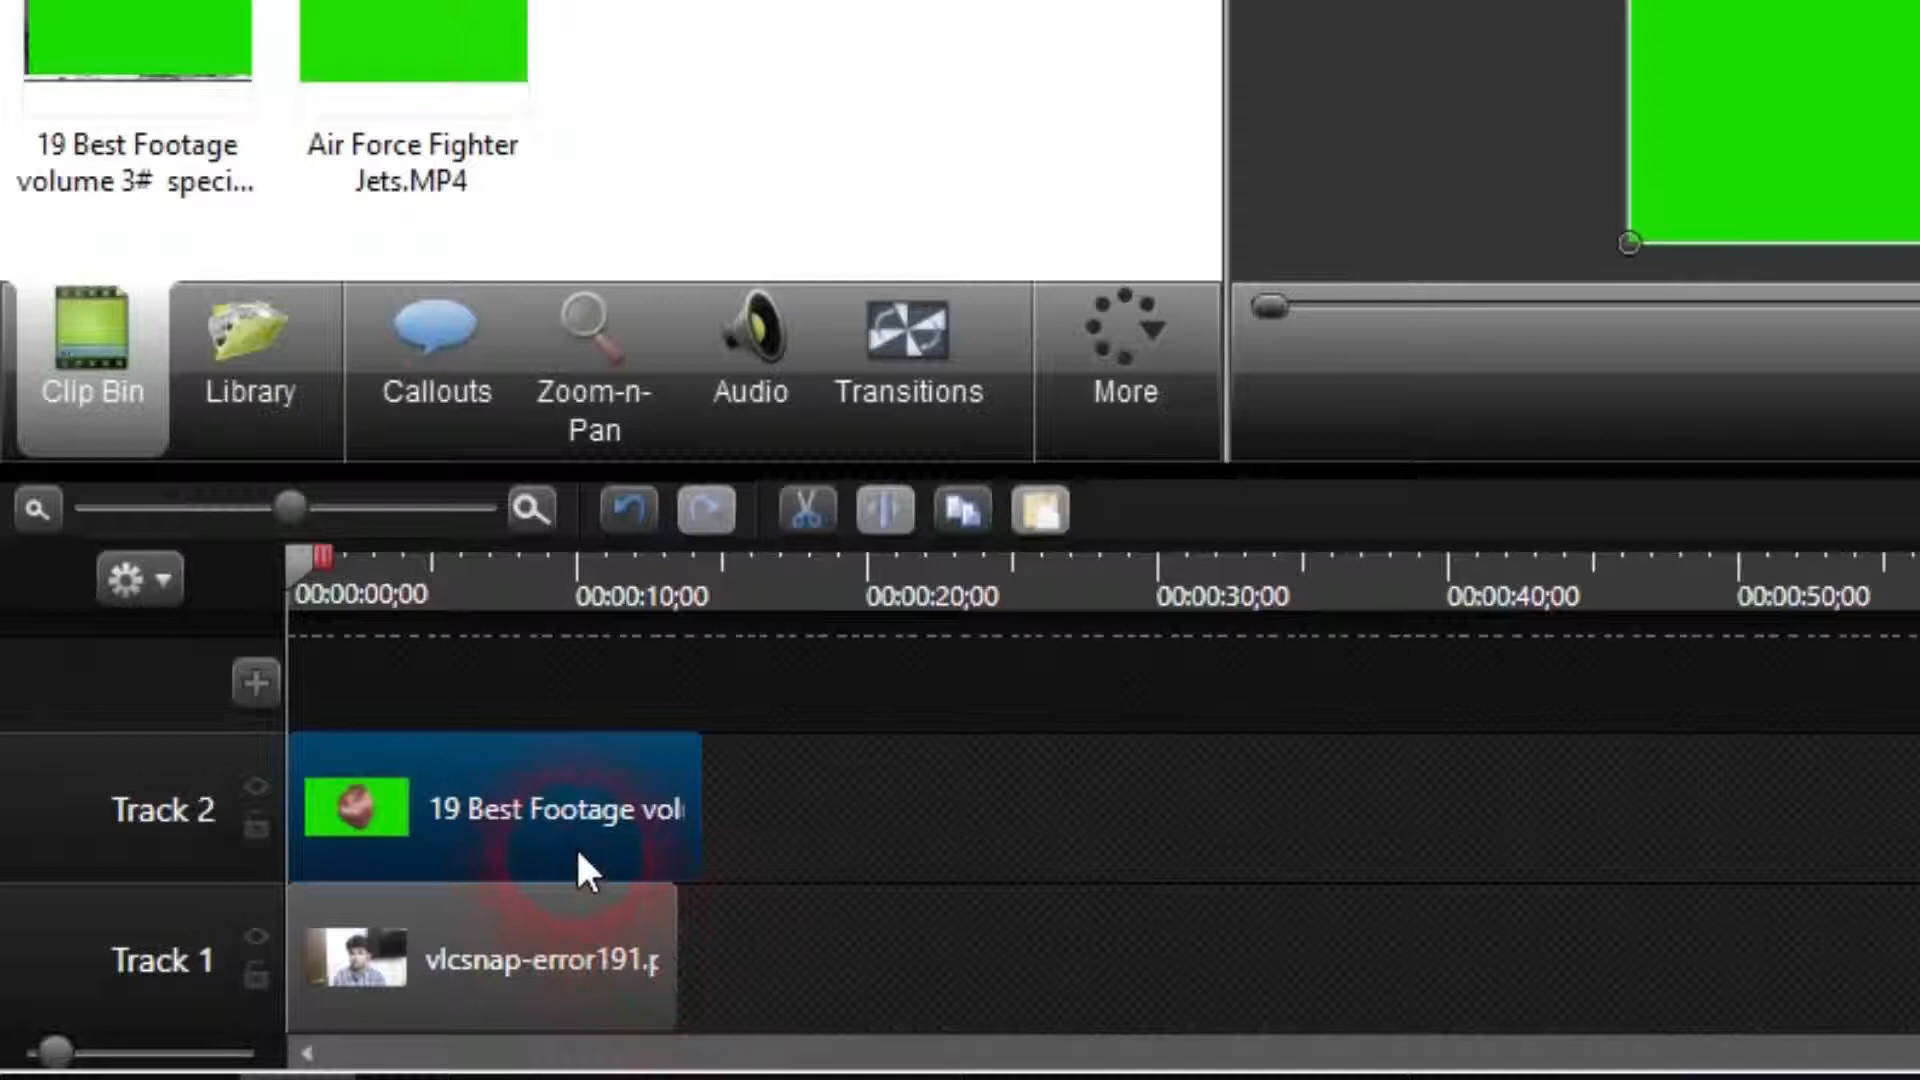 19 Best Footage
volume 3#  speci...
Air Force Fighter
Jets.MP4
Clip Bin
Library
Callouts
Zoom-n-
Pan
Audio
Transitions
More
00:00:00;00
00:00:10;00
00:00:20;00
00:00:30;00
00:00:40;00
00:00:50;00
Track 2
19 Best Footage vol
Track 1
vlcsnap-error191.p